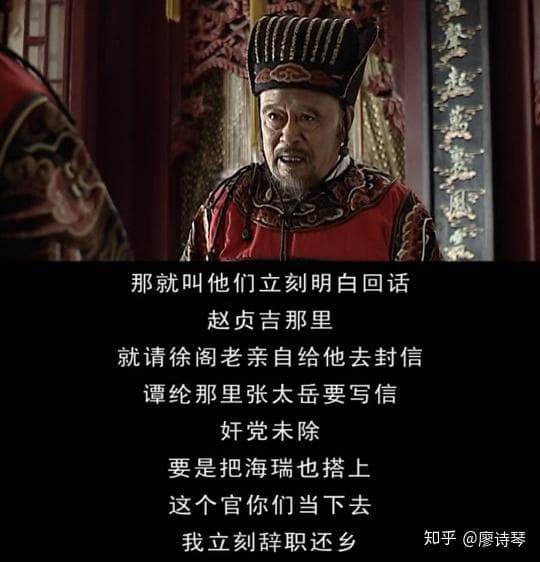 那就叫他们立刻明白回话
赵贞吉那里
就请徐阁老亲自给他去封信
谭纶那里张太岳要写信
奸党未除
要是把海瑞也搭上
这个官你们当下去
我立刻辞职还乡
知乎 @廖诗琴